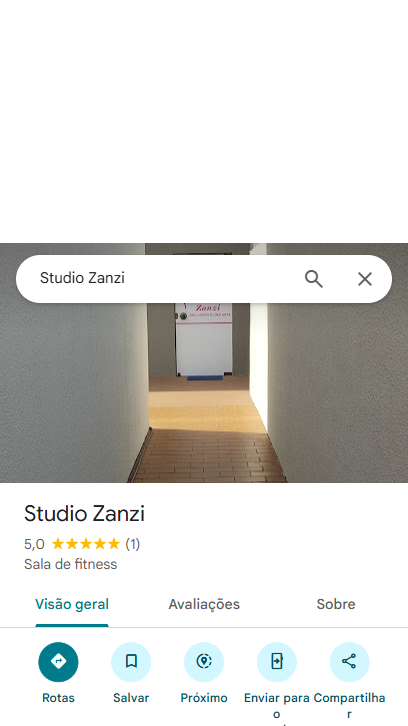 Studio Zanzi
Zanzi
Studio Zanzi
5,0 (1)
Sala de fitness
Visão geral
Avaliações
Sobre
Rotas
Salvar
Próximo
Enviar para
o
Compartilha
r